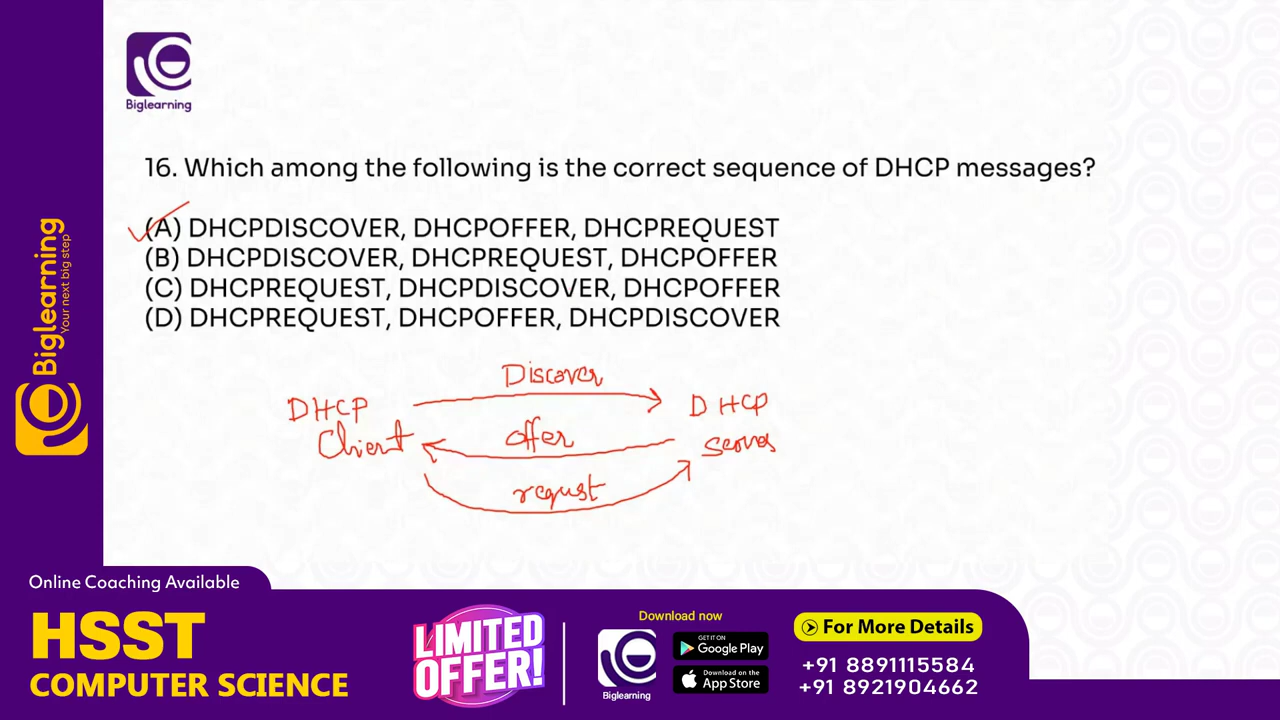 Biglearning
16. Which among the following is the correct sequence of DHCP messages?
(A) DHCPDISCOVER, DHCPOFFER, DHCPREQUEST
(B) DHCPDISCOVER, DHCPREQUEST, DHCPOFFER
(C) DHCPREQUEST, DHCPDISCOVER, DHCPOFFER
(D) DHCPREQUEST, DHCPOFFER, DHCPDISCOVER
Biglearning
Your next big step
Discover
DHCP
Client
offer
DHCP
request
Online Coaching Available
HSST
COMPUTER SCIENCE
LIMITED
OFFER!
Download now
Biglearning
GET IT ON
Google Play
Download on the
App Store
For More Details
+91 8891115584
+91 8921904662